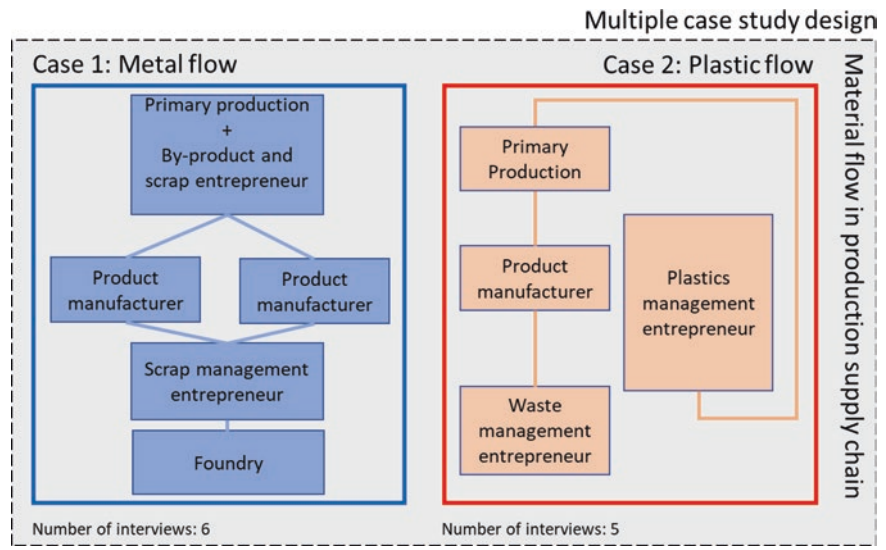 Multiple case study design
Case 1: Metal flow
Primary production
+
By-product and
scrap entrepreneur
Product
manufacturer
Product
manufacturer
Scrap management
entrepreneur
Foundry
Number of interviews: 6
Case 2: Plastic flow
Primary
Production
Product
manufacturer
Waste
management
entrepreneur
Plastics
management
entrepreneur
Number of interviews: 5
Material flow in production supply chain